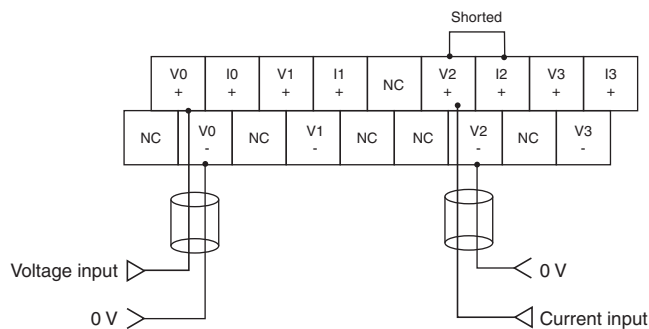 Shorted
V0 I0 V1 I1 NC V2 I2 V3 I3
+ + + + + + + +
NC V0 NC V1 NC NC V2 NC V3
- - - -
Voltage input
0 V
0 V
Current input